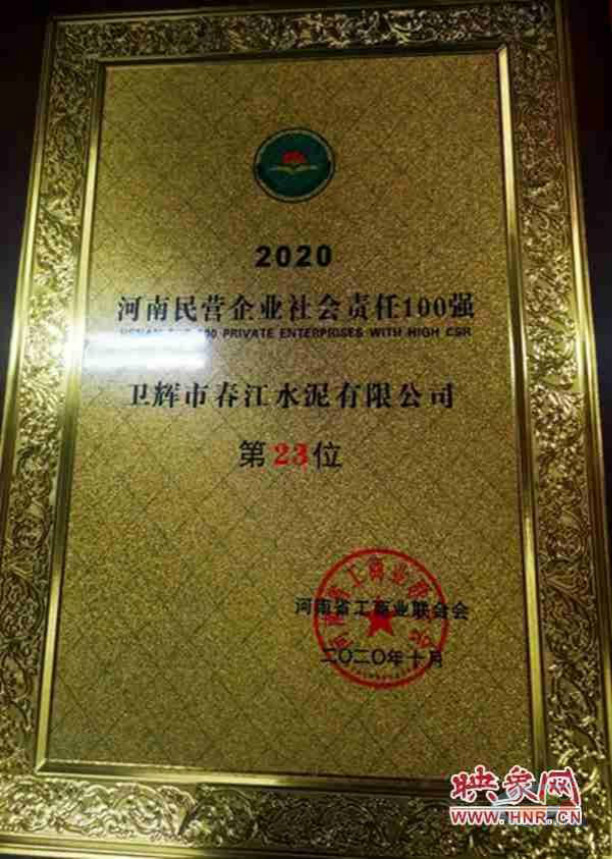 2020
河南民营企业社会责任100强
PRIVATE ENTERPRISES WITH HIGH CSR
卫辉市春江水泥有限公司
第23位
河南省工商业联合会
二〇二〇年十月
映象网
WWW.HNR.CN